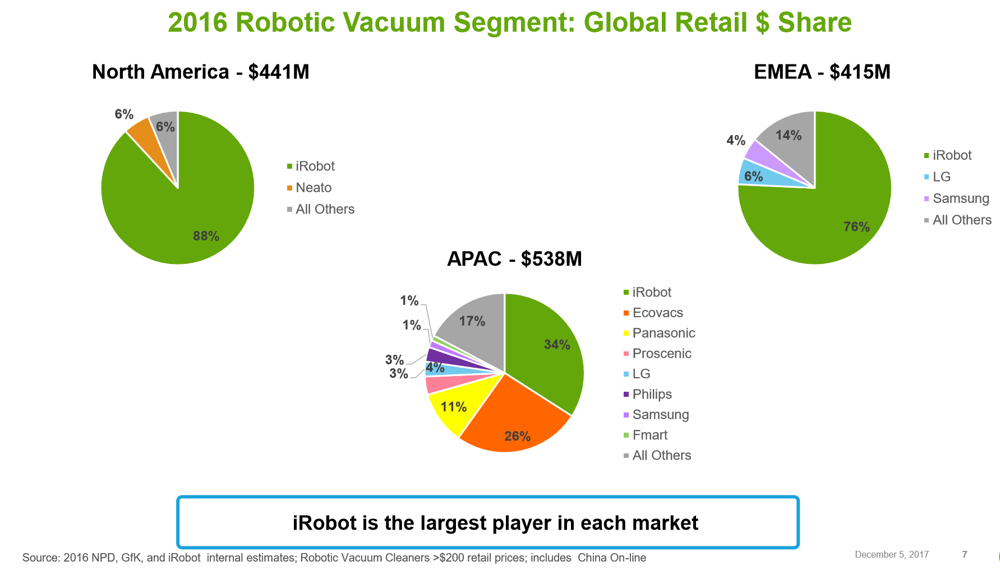 2016 Robotic Vacuum Segment: Global Retail $ Share
North America - $441M
6%
6%
88%
iRobot
Neato
All Others
EMEA - $415M
14%
4%
6%
76%
iRobot
LG
Samsung
All Others
APAC - $538M
1%
1%
3%
3%
4%
17%
34%
11%
26%
iRobot
Ecovacs
Panasonic
Proscenic
LG
Philips
Samsung
Fmart
All Others
iRobot is the largest player in each market
Source: 2016 NPD, GfK, and iRobot internal estimates; Robotic Vacuum Cleaners >$200 retail prices; includes China On-line
December 5, 2017
7